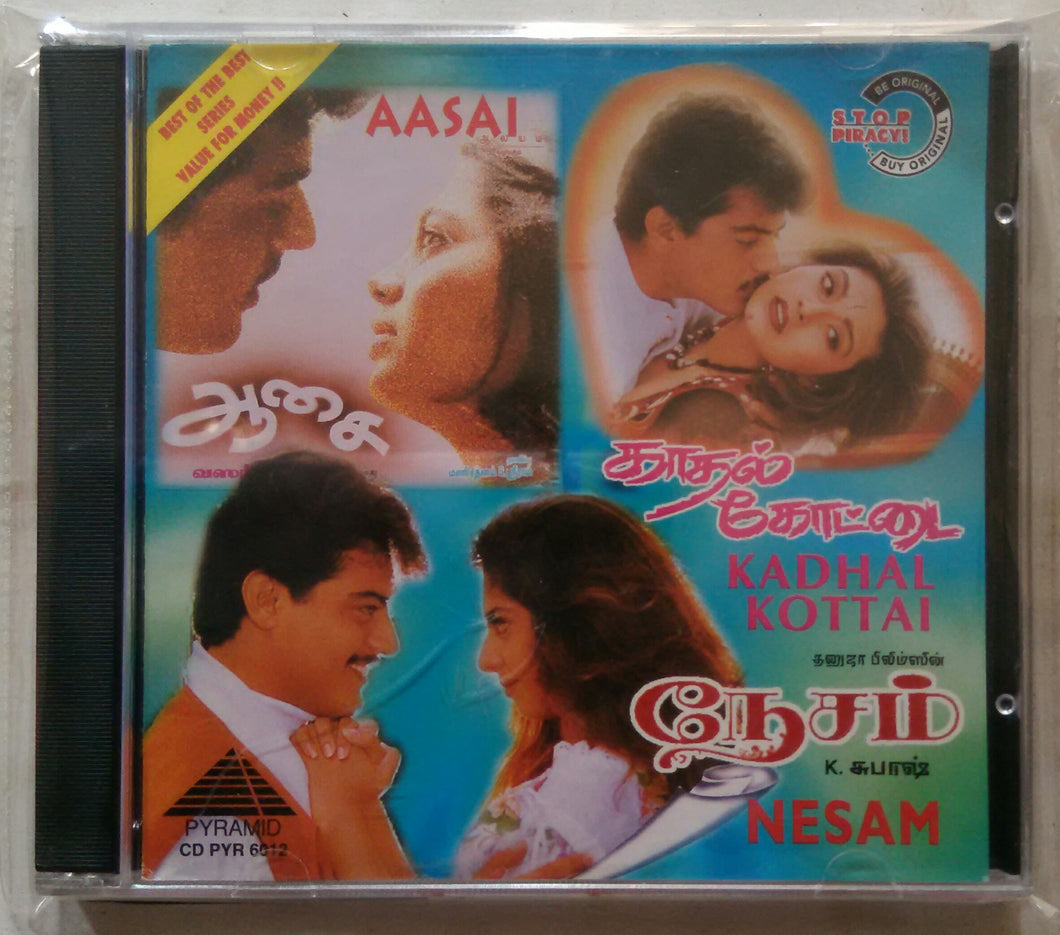 BEST OF THE BEST
SERIES
VALUE FOR MONEY !!
AASAI
ஆசை
BE ORIGINAL
STOP
PIRACY!
BUY ORIGINAL
காதல்
கோட்டை
KADHAL
KOTTAI
தனுஜா பிலிம்ஸின்
நேசம்
K. சுபாஷ்
NESAM
PYRAMID
CD PYR 6012